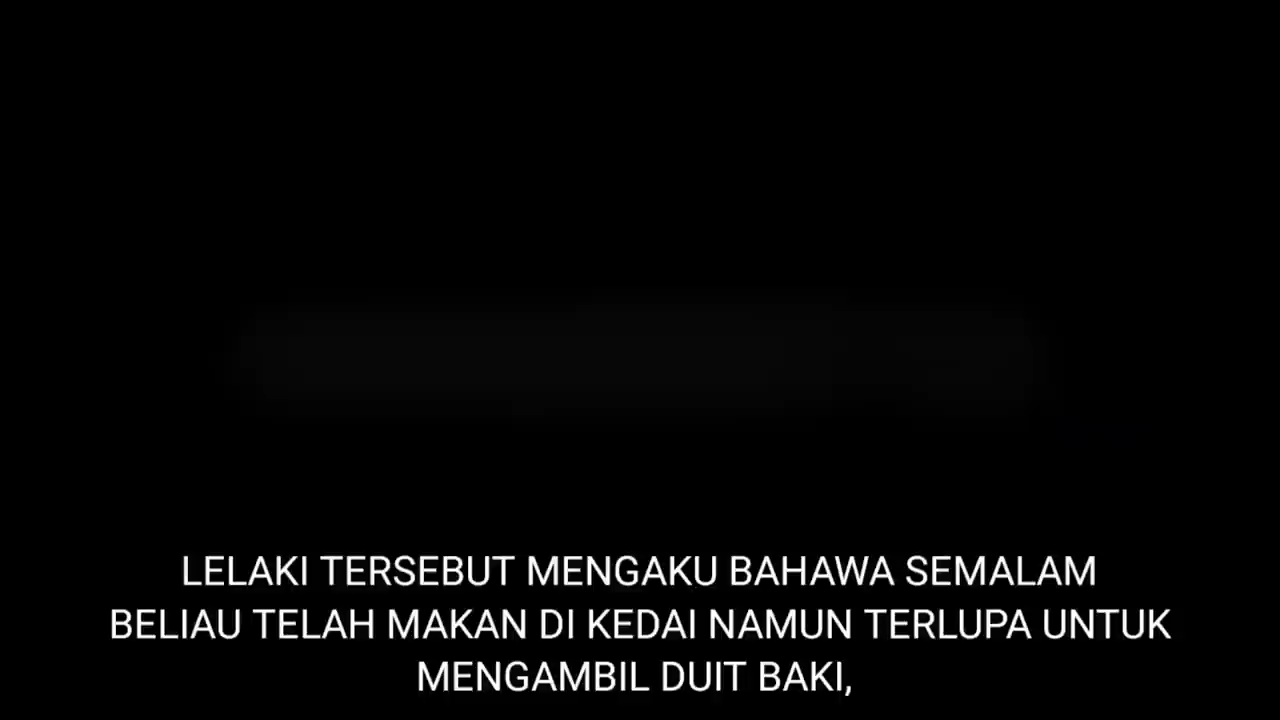 LELAKI TERSEBUT MENGAKU BAHAWA SEMALAM
BELIAU TELAH MAKAN DI KEDAI NAMUN TERLUPA UNTUK
MENGAMBIL DUIT BAKI,